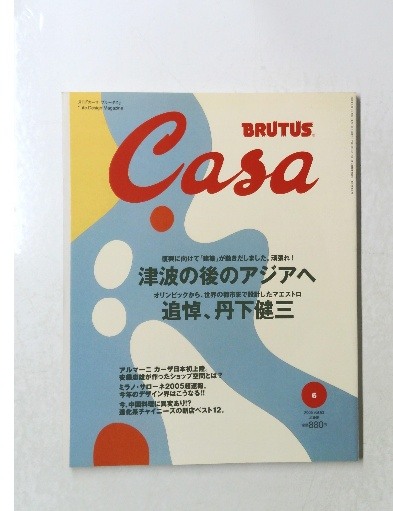 BRUTUS
Casa
復興に向けて「建築」が動きだしました。頑張れ!
津波の後のアジアへ
オリンピックから、世界の都市まで設計したマエストロ
追悼、丹下健三
アルマーニ カーザ日本初上陸。
安藤忠雄が作ったショップ空間とは?
ミラノ・サローネ2005超速報。
今年のデザイン界はこうなる!!
今、中国料理に異変あり!?
進化系チャイニーズの新店ベスト12。
6
880